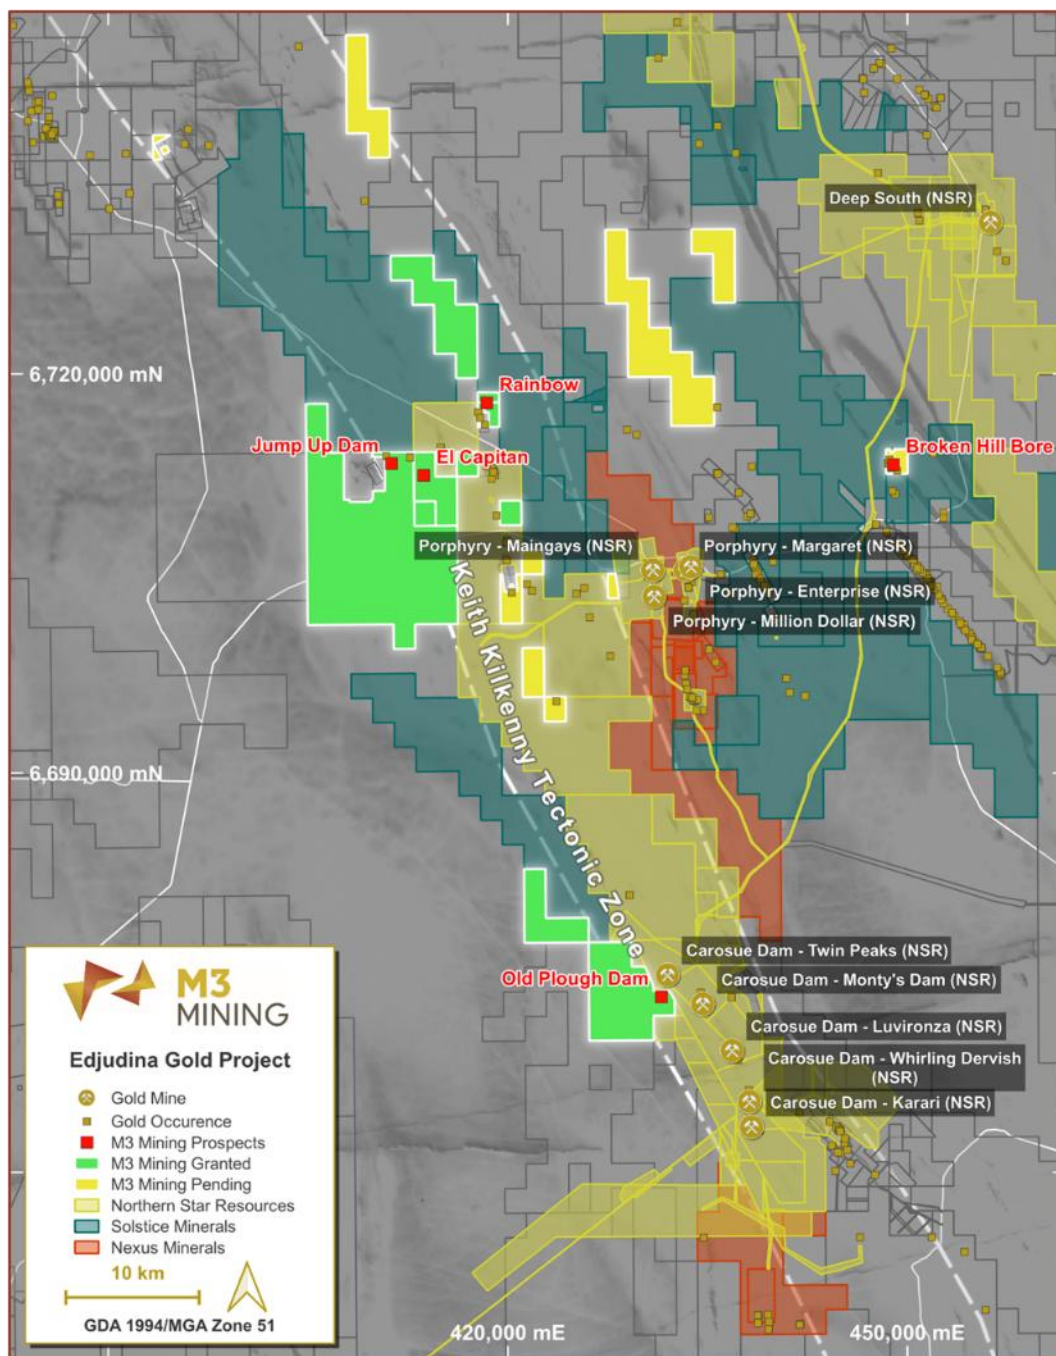 Deep South (NSR)
6,720,000 mN
Rainbow
Jump Up Dam
El Capitan
Broken Hill Bore
Porphyry - Maingays (NSR)
Porphyry - Margaret (NSR)
Porphyry - Enterprise (NSR)
Porphyry - Million Dollar (NSR)
Keith Kilkenny Tectonic Zone
6,690,000 mN
Old Plough Dam
Carosue Dam - Twin Peaks (NSR)
Carosue Dam - Monty's Dam (NSR)
Carosue Dam - Luvironza (NSR)
Carosue Dam - Whirling Dervish
(NSR)
Carosue Dam - Karari (NSR)
M3
MINING
Edjudina Gold Project
Gold Mine
Gold Occurence
M3 Mining Prospects
M3 Mining Granted
M3 Mining Pending
Northern Star Resources
Solstice Minerals
Nexus Minerals
10 km
GDA 1994/MGA Zone 51
420,000 mE
450,000 mE